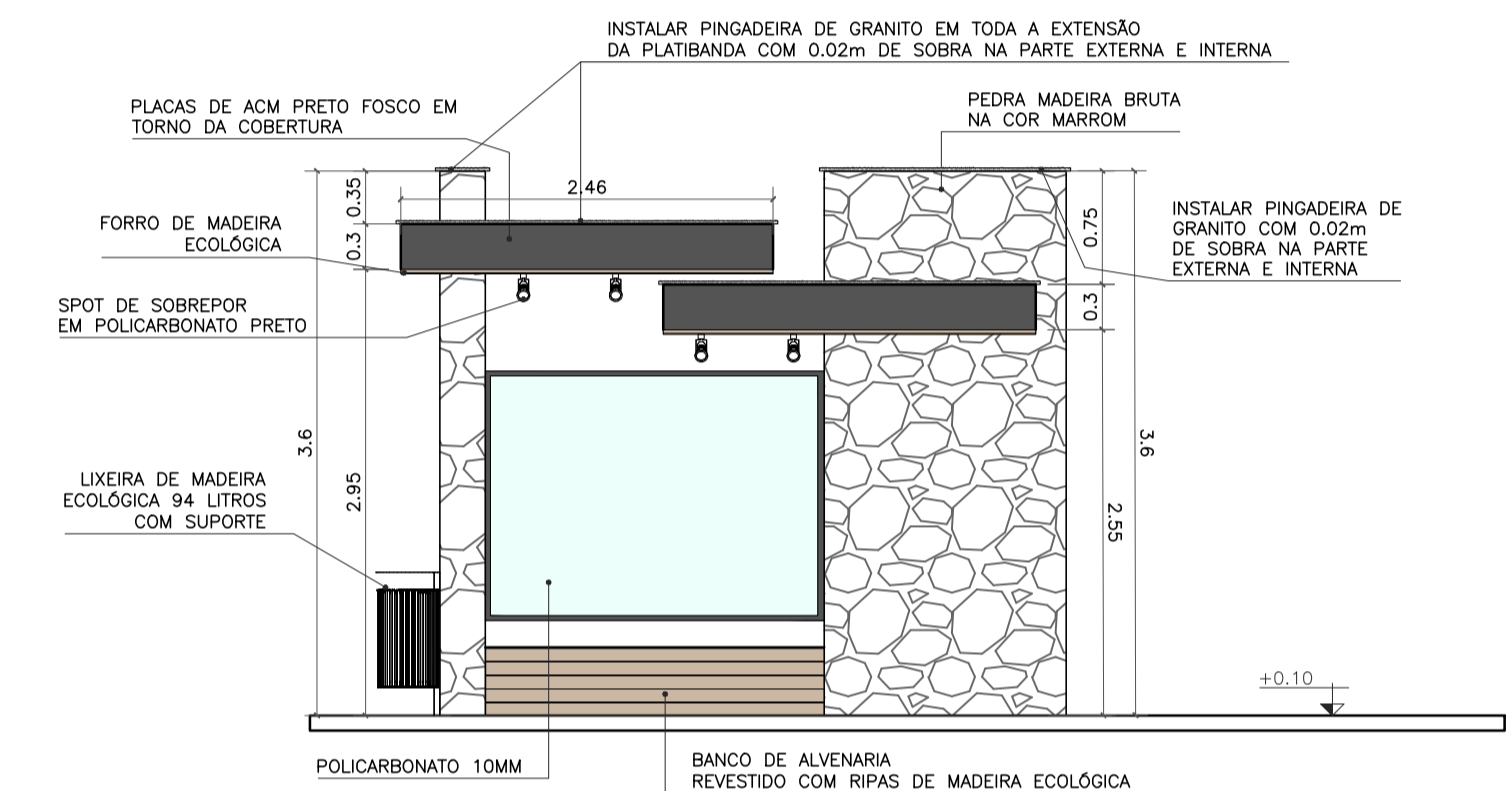 INSTALAR PINGADEIRA DE GRANITO EM TODA A EXTENSÃO
DA PLATIBANDA COM 0.02m DE SOBRA NA PARTE EXTERNA E INTERNA
PLACAS DE ACM PRETO FOSCO EM
TORNO DA COBERTURA
PEDRA MADEIRA BRUTA
NA COR MARROM
0.35
2.46
FORRO DE MADEIRA
ECOLÓGICA
0.3
0.75
INSTALAR PINGADEIRA DE
GRANITO COM 0.02m
DE SOBRA NA PARTE
EXTERNA E INTERNA
SPOT DE SOBREPOR
EM POLICARBONATO PRETO
0.3
3.6
2.95
3.6
2.55
LIXEIRA DE MADEIRA
ECOLÓGICA 94 LITROS
COM SUPORTE
+0.10
POLICARBONATO 10MM
BANCO DE ALVENARIA
REVESTIDO COM RIPAS DE MADEIRA ECOLÓGICA